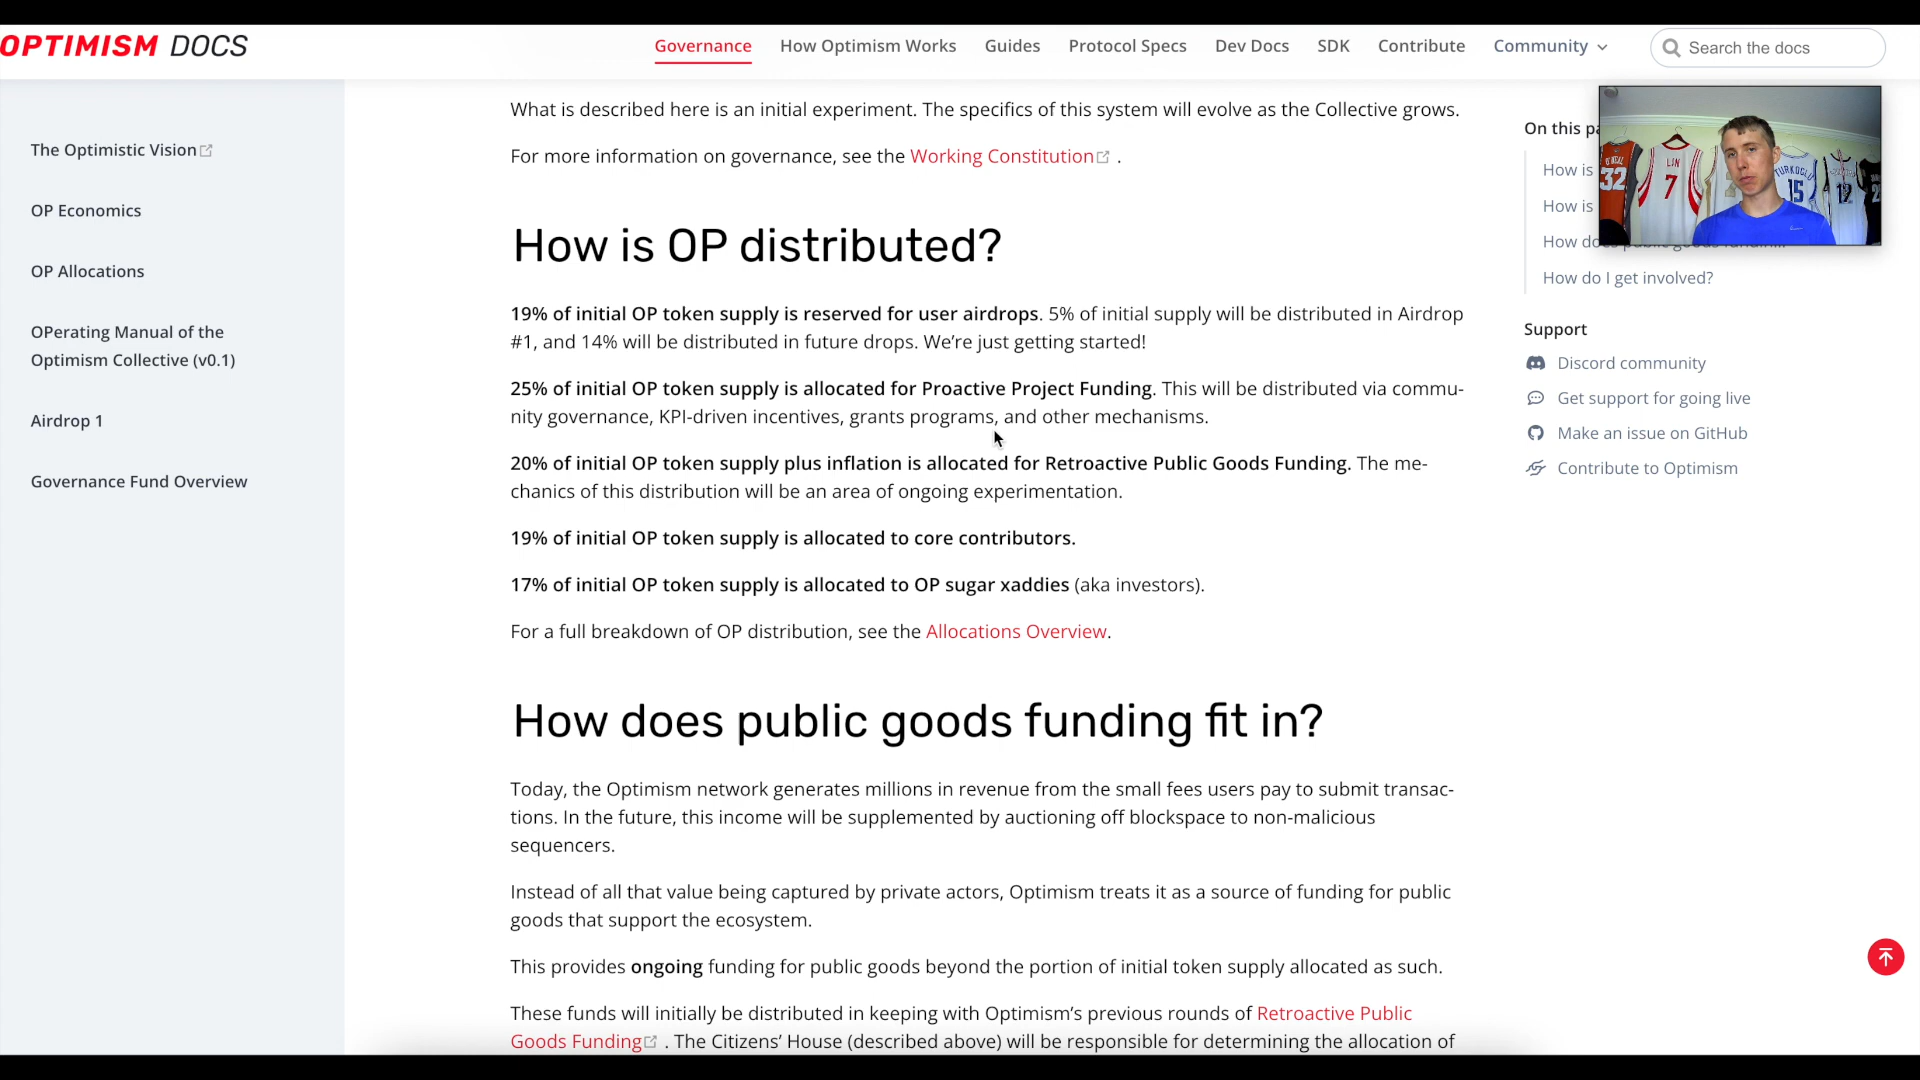 OPTIMISM DOCS
Governance
How Optimism Works
Guides
Protocol Specs
Dev Docs
SDK
Contribute
Community
Search the docs
The Optimistic Vision
OP Economics
OP Allocations
OPerating Manual of the
Optimism Collective (v0.1)
Airdrop 1
Governance Fund Overview
What is described here is an initial experiment. The specifics of this system will evolve as the Collective grows.
For more information on governance, see the Working Constitution .
How is OP distributed?
19% of initial OP token supply is reserved for user airdrops. 5% of initial supply will be distributed in Airdrop
#1, and 14% will be distributed in future drops. We’re just getting started!
25% of initial OP token supply is allocated for Proactive Project Funding. This will be distributed via commu-
nity governance, KPI-driven incentives, grants programs, and other mechanisms.
20% of initial OP token supply plus inflation is allocated for Retroactive Public Goods Funding. The me-
chanics of this distribution will be an area of ongoing experimentation.
19% of initial OP token supply is allocated to core contributors.
17% of initial OP token supply is allocated to OP sugar xaddies (aka investors).
For a full breakdown of OP distribution, see the Allocations Overview.
How does public goods funding fit in?
Today, the Optimism network generates millions in revenue from the small fees users pay to submit transac-
tions. In the future, this income will be supplemented by auctioning off blockspace to non-malicious
sequencers.
Instead of all that value being captured by private actors, Optimism treats it as a source of funding for public
goods that support the ecosystem.
This provides ongoing funding for public goods beyond the portion of initial token supply allocated as such.
These funds will initially be distributed in keeping with Optimism’s previous rounds of Retroactive Public
Goods Funding . The Citizens’ House (described above) will be responsible for determining the allocation of
On this
How is
How is
How
How do I get involved?
Support
Discord community
Get support for going live
Make an issue on GitHub
Contribute to Optimism
32
LIN
7
15
12